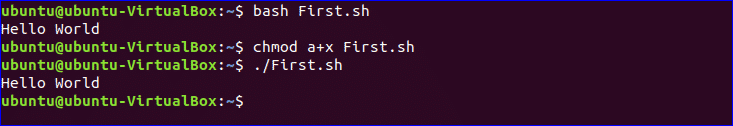 ubuntu@ubuntu-VirtualBox:~$ bash First.sh
Hello World
ubuntu@ubuntu-VirtualBox:~$ chmod a+x First.sh
ubuntu@ubuntu-VirtualBox:~$ ./First.sh
Hello World
ubuntu@ubuntu-VirtualBox:~$